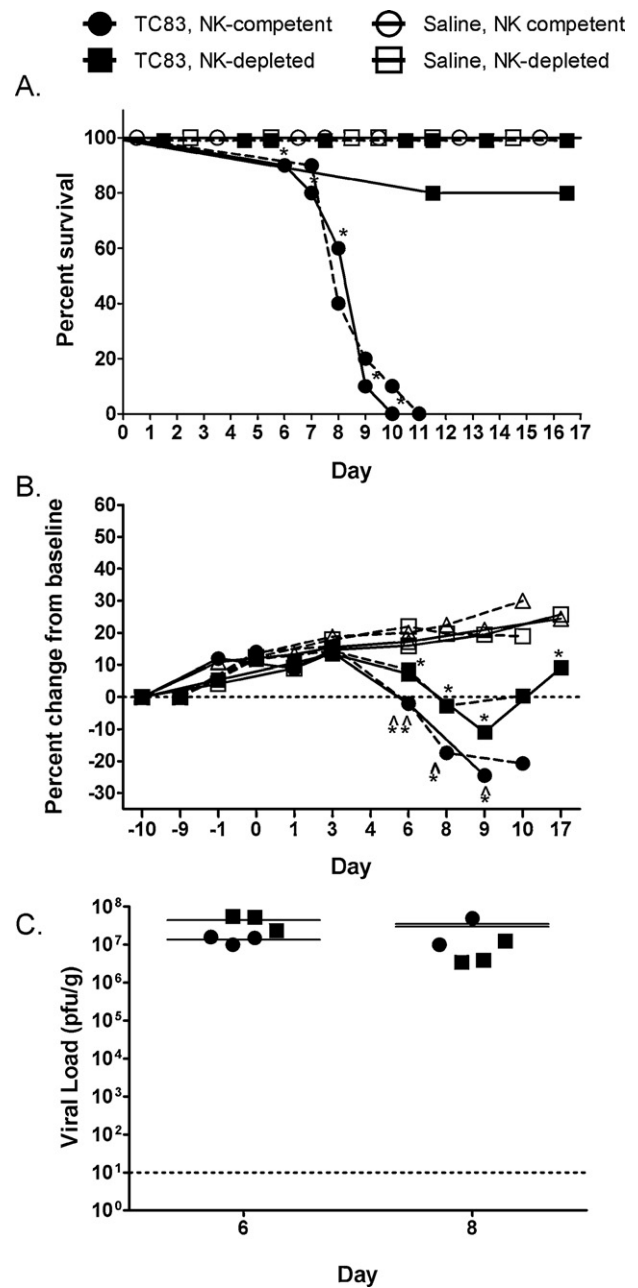 TC83, NK-competent Saline, NK competent
TC83, NK-depleted Saline, NK-depleted
A.
Percent survival
100
80
60
40
20
0
* * * * *
0 1 2 3 4 5 6 7 8 9 10 11 12 13 14 15 16 17
Day
B.
Percent change from baseline
60
50
40
30
20
10
0
-10
-20
-30
* * * *
^^ ^ ^
** * *
-10 -9 -1 0 1 3 4 6 8 9 10 17
Day
C.
Viral Load (pfu/g)
10⁸
10⁷
10⁶
10⁵
10⁴
10³
10²
10¹
10⁰
6 8
Day